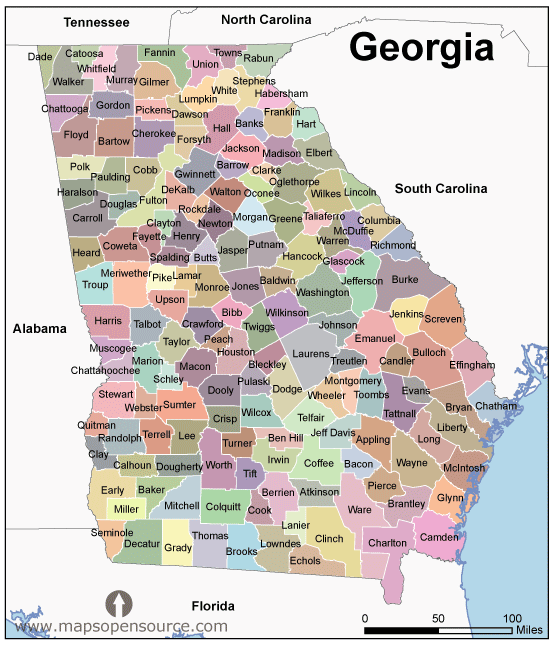 Tennessee
North Carolina
Georgia
Dade
Catoosa
Fannin
Towns
Rabun
Union
Whitfield
Walker
Murray
Gilmer
White
Stephens
Habersham
Lumpkin
Chattooga
Gordon
Pickens
Dawson
Franklin
Hart
Banks
Hall
Floyd
Bartow
Cherokee
Forsyth
Jackson
Madison
Elbert
Barrow
Clarke
Polk
Paulding
Cobb
Gwinnett
Oglethorpe
South Carolina
DeKalb
Walton
Oconee
Wilkes
Lincoln
Haralson
Douglas
Fulton
Rockdale
Carroll
Clayton
Newton
Morgan
Greene
Taliaferro
Columbia
McDuffie
Fayette
Henry
Warren
Richmond
Heard
Coweta
Spalding
Butts
Jasper
Putnam
Hancock
Glascock
Meriwether
Pike
Lamar
Troup
Monroe
Jones
Baldwin
Jefferson
Burke
Washington
Upson
Harris
Talbot
Crawford
Bibb
Wilkinson
Jenkins
Screven
Alabama
Twiggs
Johnson
Taylor
Peach
Emanuel
Muscogee
Houston
Laurens
Bulloch
Marion
Macon
Bleckley
Treutlen
Candler
Effingham
Chattahoochee
Schley
Pulaski
Montgomery
Dooly
Dodge
Wheeler
Toombs
Evans
Stewart
Webster
Sumter
Bryan
Chatham
Crisp
Wilcox
Telfair
Tattnall
Quitman
Randolph
Terrell
Lee
Turner
Ben Hill
Jeff Davis
Appling
Long
Liberty
Clay
Calhoun
Dougherty
Worth
Tift
Irwin
Coffee
Bacon
Wayne
McIntosh
Early
Baker
Mitchell
Berrien
Atkinson
Pierce
Glynn
Miller
Colquitt
Cook
Ware
Brantley
Lanier
Seminole
Decatur
Grady
Thomas
Brooks
Lowndes
Clinch
Echols
Charlton
Camden
Florida
www.mapsopensource.com
0 50 100
Miles